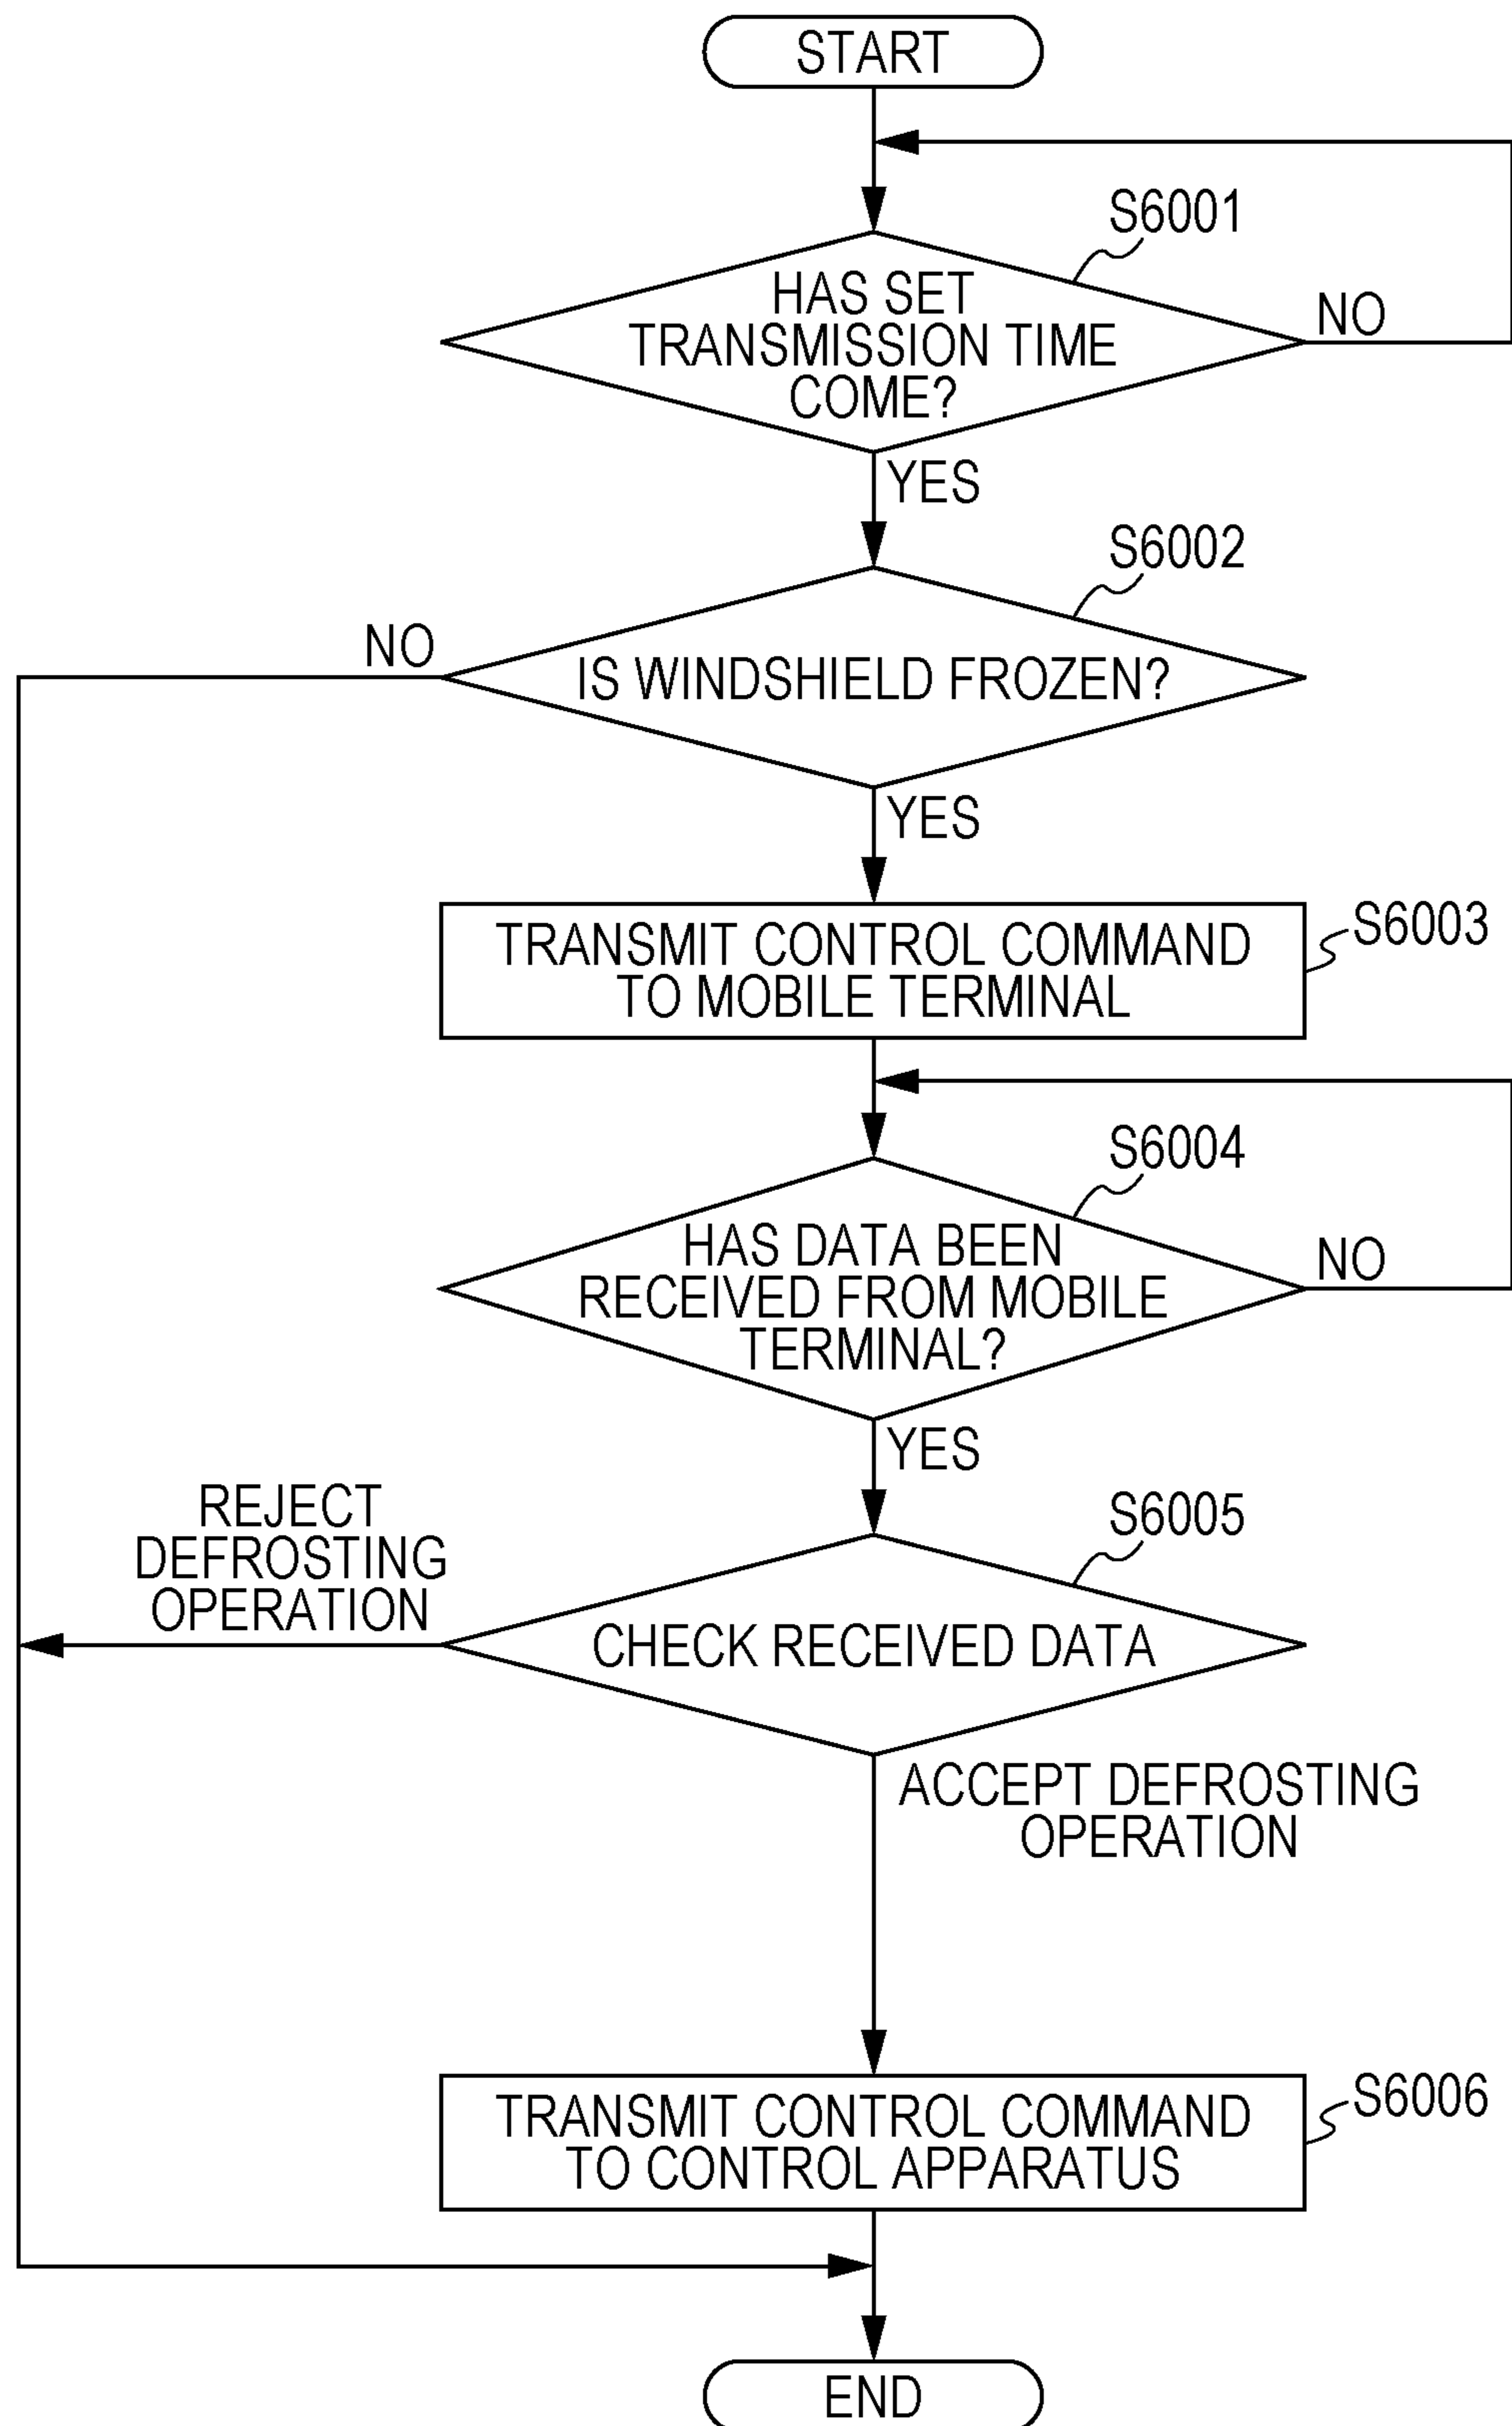 START
S6001
HAS SET
TRANSMISSION TIME
COME?
NO
YES
S6002
NO
IS WINDSHIELD FROZEN?
YES
TRANSMIT CONTROL COMMAND
TO MOBILE TERMINAL
S6003
S6004
HAS DATA BEEN
RECEIVED FROM MOBILE
TERMINAL?
NO
YES
REJECT
DEFROSTING
OPERATION
S6005
CHECK RECEIVED DATA
ACCEPT DEFROSTING
OPERATION
TRANSMIT CONTROL COMMAND
TO CONTROL APPARATUS
S6006
END